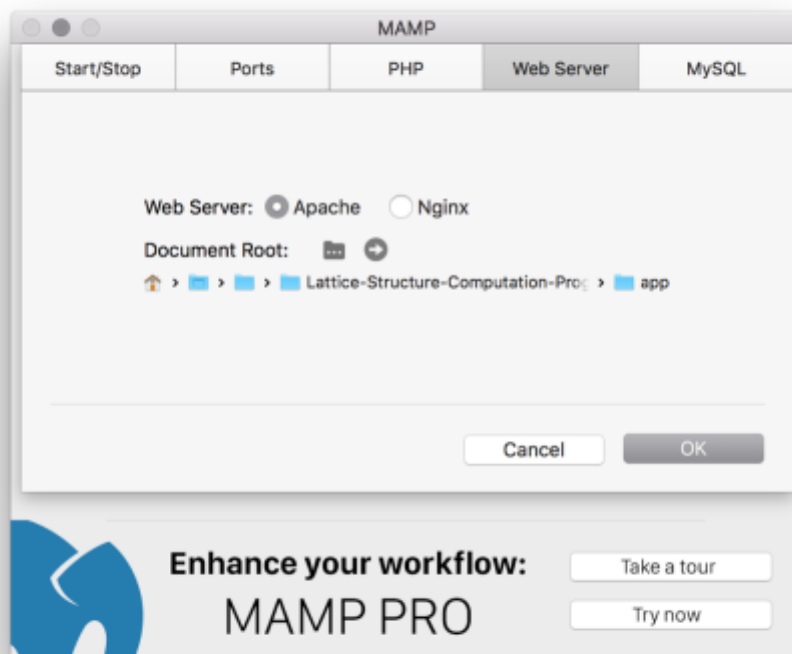 MAMP
Start/Stop Ports PHP Web Server MySQL
Web Server: Apache Nginx
Document Root:
› › › Lattice-Structure-Computation-Prog › app
Cancel OK
Enhance your workflow: Take a tour
MAMP PRO Try now